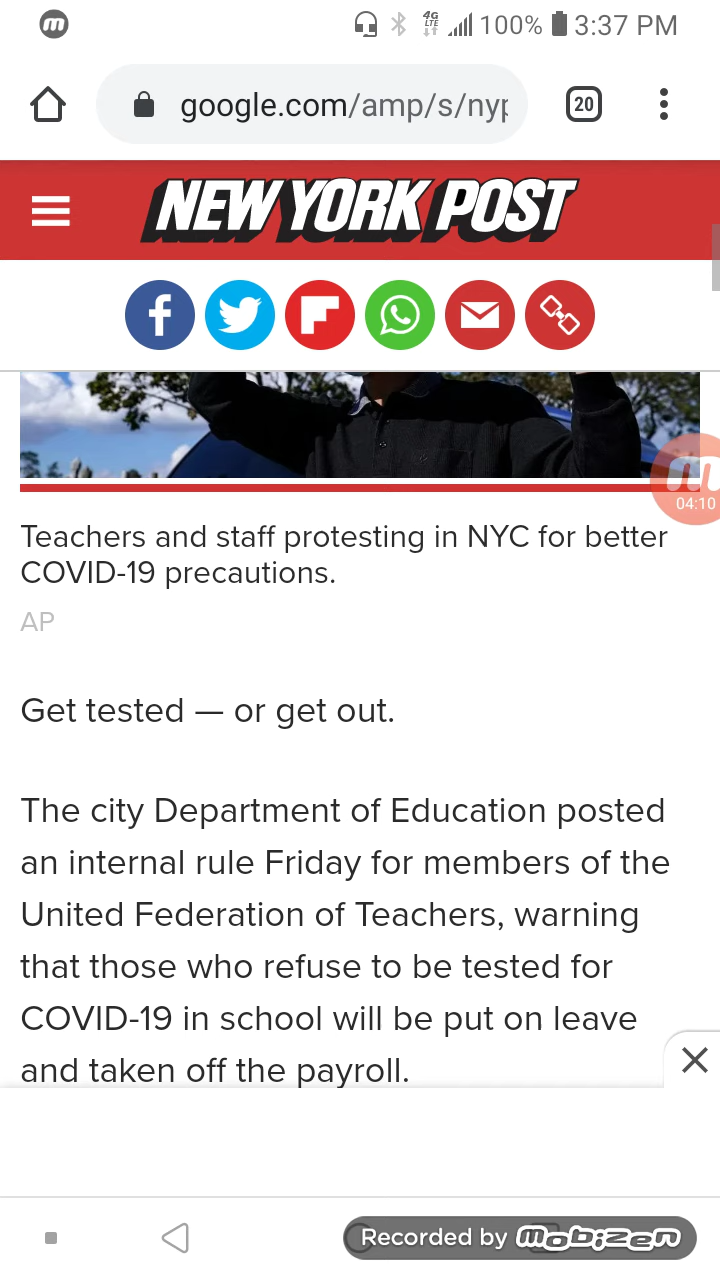 m 4G LTE 100% 3:37 PM
google.com/amp/s/nyp 20
NEW YORK POST
f
04:10
Teachers and staff protesting in NYC for better
COVID-19 precautions.
AP
Get tested — or get out.
The city Department of Education posted
an internal rule Friday for members of the
United Federation of Teachers, warning
that those who refuse to be tested for
COVID-19 in school will be put on leave
and taken off the payroll.
Recorded by mobizen